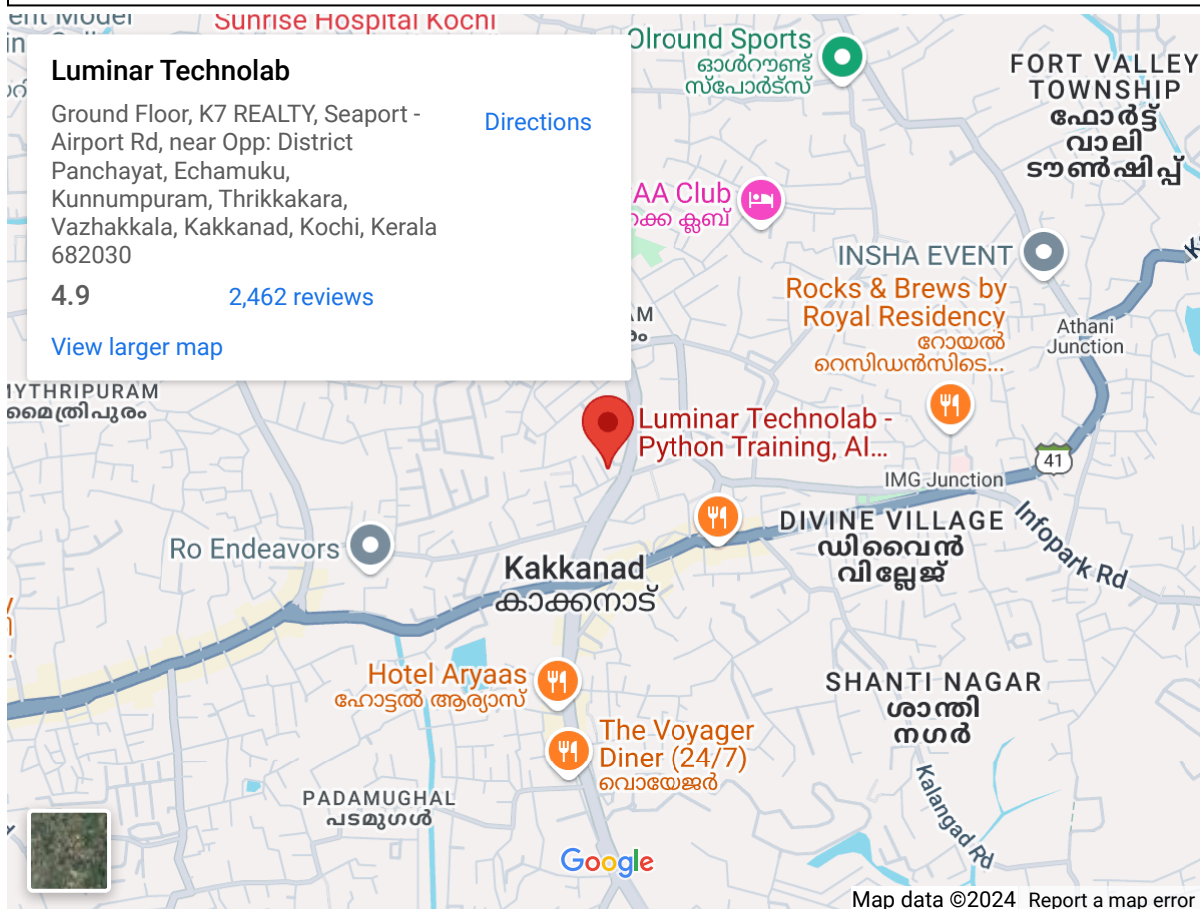 Sunrise Hospital Kochi
Luminar Technolab
Ground Floor, K7 REALTY, Seaport -
Airport Rd, near Opp: District
Panchayat, Echamuku,
Kunnumpuram, Thrikkakara,
Vazhakkala, Kakkanad, Kochi, Kerala
682030
Directions
4.9
2,462 reviews
View larger map
Olround Sports
ഓൾറൗണ്ട്
സ്പോർട്സ്
FORT VALLEY
TOWNSHIP
ഫോർട്ട്
വാലി
ടൗൺഷിപ്പ്
AA Club
ക്ലബ്
INSHA EVENT
Rocks & Brews by
Royal Residency
റോയൽ
റെസിഡൻസിടെ...
Athani
Junction
MYTHRIPURAM
മൈത്രിപുരം
Luminar Technolab -
Python Training, AI...
41
IMG Junction
DIVINE VILLAGE
ഡിവൈൻ
വില്ലേജ്
Infopark Rd
Ro Endeavors
Kakkanad
കാക്കനാട്
Hotel Aryaas
ഹോട്ടൽ ആര്യാസ്
SHANTI NAGAR
ശാന്തി
നഗർ
The Voyager
Diner (24/7)
വൊയേജർ
PADAMUGHAL
പടമുഗൾ
Kalangad Rd
Google
Map data ©2024
Report a map error